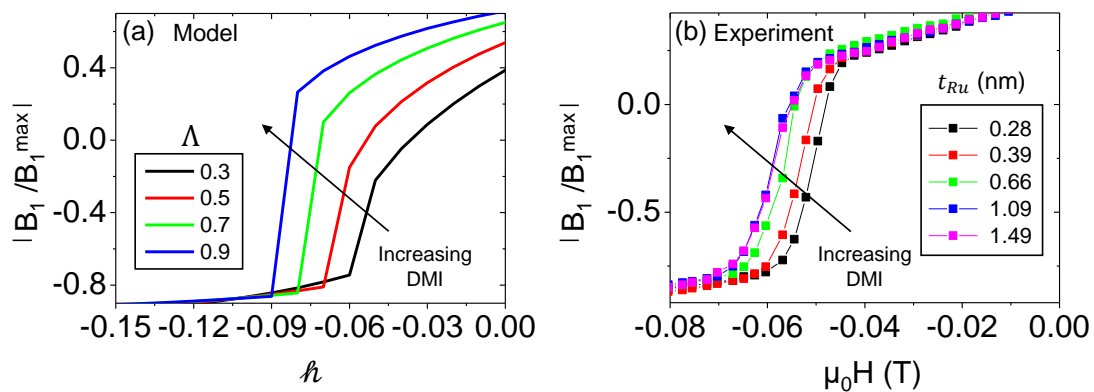 (a) Model
|B₁/B₁ᵐᵃˣ|
0.4
0.0
-0.4
-0.8
Λ
0.3
0.5
0.7
0.9
Increasing
DMI
-0.15 -0.12 -0.09 -0.06 -0.03 0.00
ℎ
(b) Experiment
|B₁/B₁ᵐᵃˣ|
0.0
-0.5
t_Ru (nm)
0.28
0.39
0.66
1.09
1.49
Increasing
DMI
-0.08 -0.06 -0.04 -0.02 0.00
μ₀H (T)